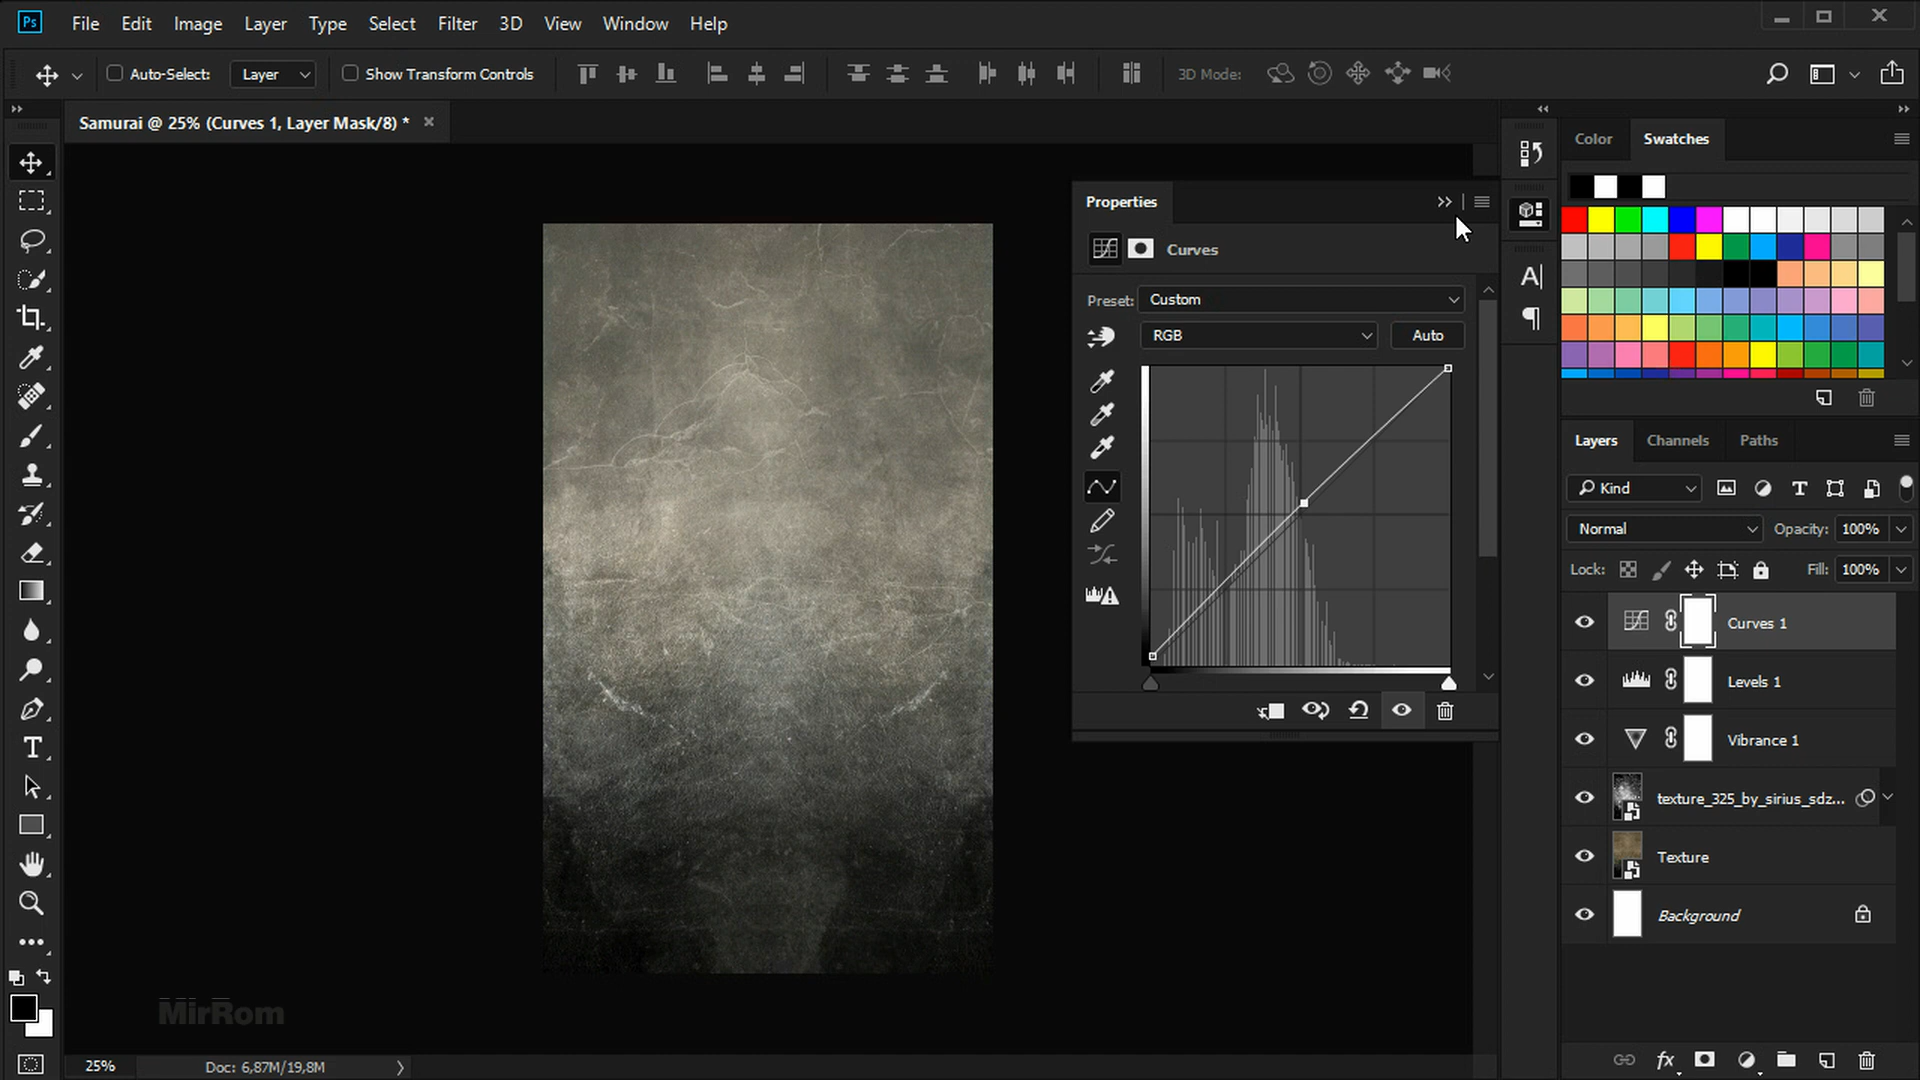 Ps File Edit Image Layer Type Select Filter 3D View Window Help
Auto-Select: Layer Show Transform Controls 3D Mode:
Samurai @ 25% (Curves 1, Layer Mask/8) *
Color Swatches
Properties
Curves
Preset: Custom
RGB Auto
Layers Channels Paths
Kind
Normal Opacity: 100%
Lock: Fill: 100%
Curves 1
Levels 1
Vibrance 1
texture_325_by_sirius_sdz...
Texture
Background
MirRom
25% Doc: 6,87M/19,8M